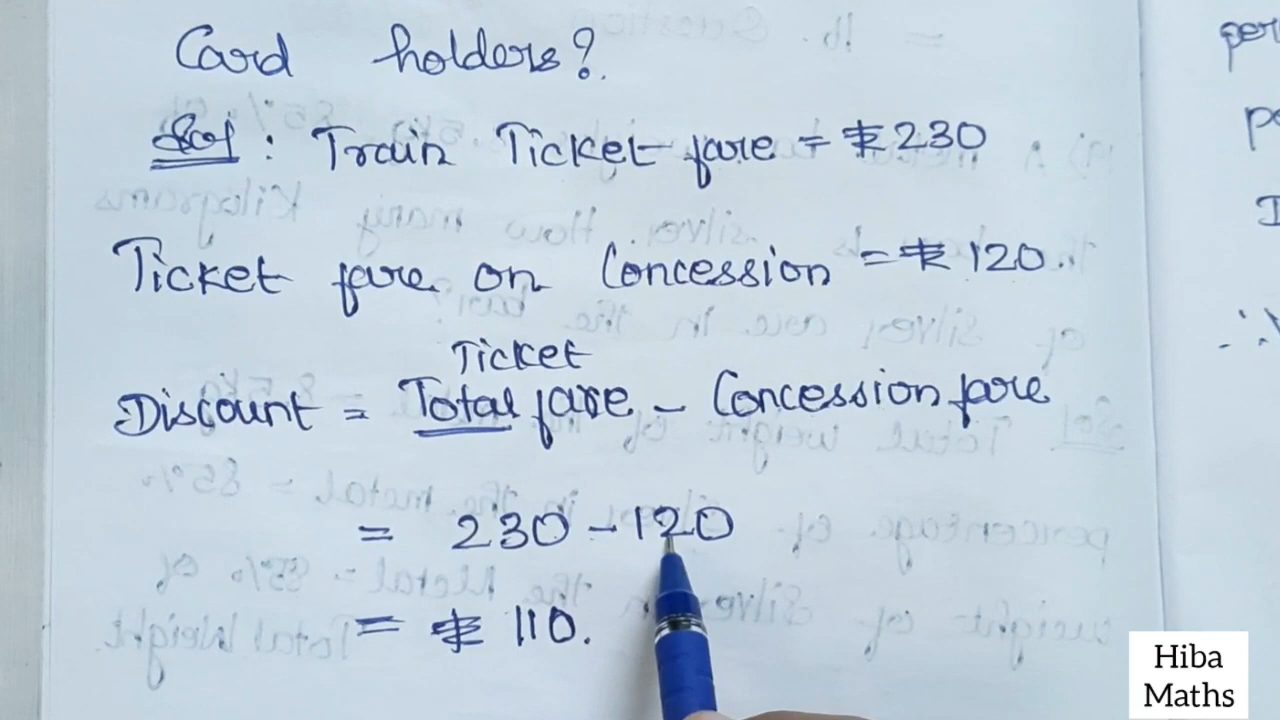 Card holders?
Sol : Train Ticket fare = ₹ 230
Ticket fare on Concession = ₹ 120.
Ticket
Discount = Total fare - Concession fare
= 230 - 120
= ₹ 110.
Hiba
Maths